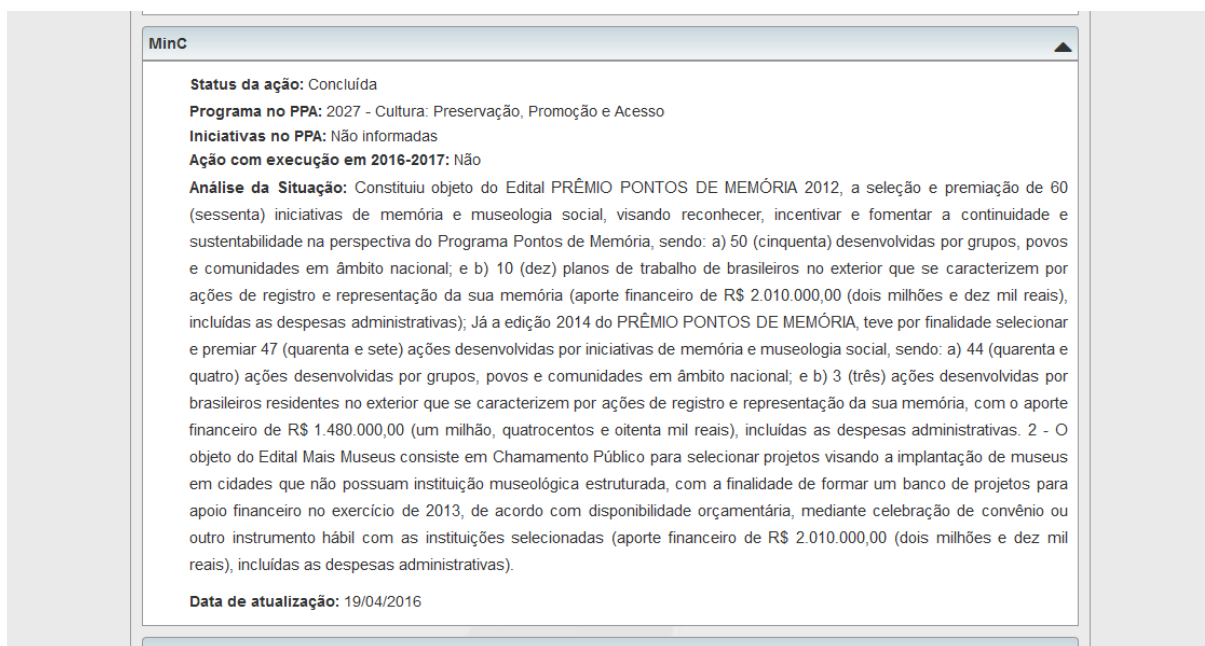 MinC
Status da ação: Concluída
Programa no PPA: 2027 - Cultura: Preservação, Promoção e Acesso
Iniciativas no PPA: Não informadas
Ação com execução em 2016-2017: Não
Análise da Situação: Constituiu objeto do Edital PRÊMIO PONTOS DE MEMÓRIA 2012, a seleção e premiação de 60
(sessenta) iniciativas de memória e museologia social, visando reconhecer, incentivar e fomentar a continuidade e
sustentabilidade na perspectiva do Programa Pontos de Memória, sendo: a) 50 (cinquenta) desenvolvidas por grupos, povos
e comunidades em âmbito nacional; e b) 10 (dez) planos de trabalho de brasileiros no exterior que se caracterizem por
ações de registro e representação da sua memória (aporte financeiro de R$ 2.010.000,00 (dois milhões e dez mil reais),
incluídas as despesas administrativas); Já a edição 2014 do PRÊMIO PONTOS DE MEMÓRIA, teve por finalidade selecionar
e premiar 47 (quarenta e sete) ações desenvolvidas por iniciativas de memória e museologia social, sendo: a) 44 (quarenta e
quatro) ações desenvolvidas por grupos, povos e comunidades em âmbito nacional; e b) 3 (três) ações desenvolvidas por
brasileiros residentes no exterior que se caracterizem por ações de registro e representação da sua memória, com o aporte
financeiro de R$ 1.480.000,00 (um milhão, quatrocentos e oitenta mil reais), incluídas as despesas administrativas. 2 - O
objeto do Edital Mais Museus consiste em Chamamento Público para selecionar projetos visando a implantação de museus
em cidades que não possuam instituição museológica estruturada, com a finalidade de formar um banco de projetos para
apoio financeiro no exercício de 2013, de acordo com disponibilidade orçamentária, mediante celebração de convênio ou
outro instrumento hábil com as instituições selecionadas (aporte financeiro de R$ 2.010.000,00 (dois milhões e dez mil
reais), incluídas as despesas administrativas).
Data de atualização: 19/04/2016